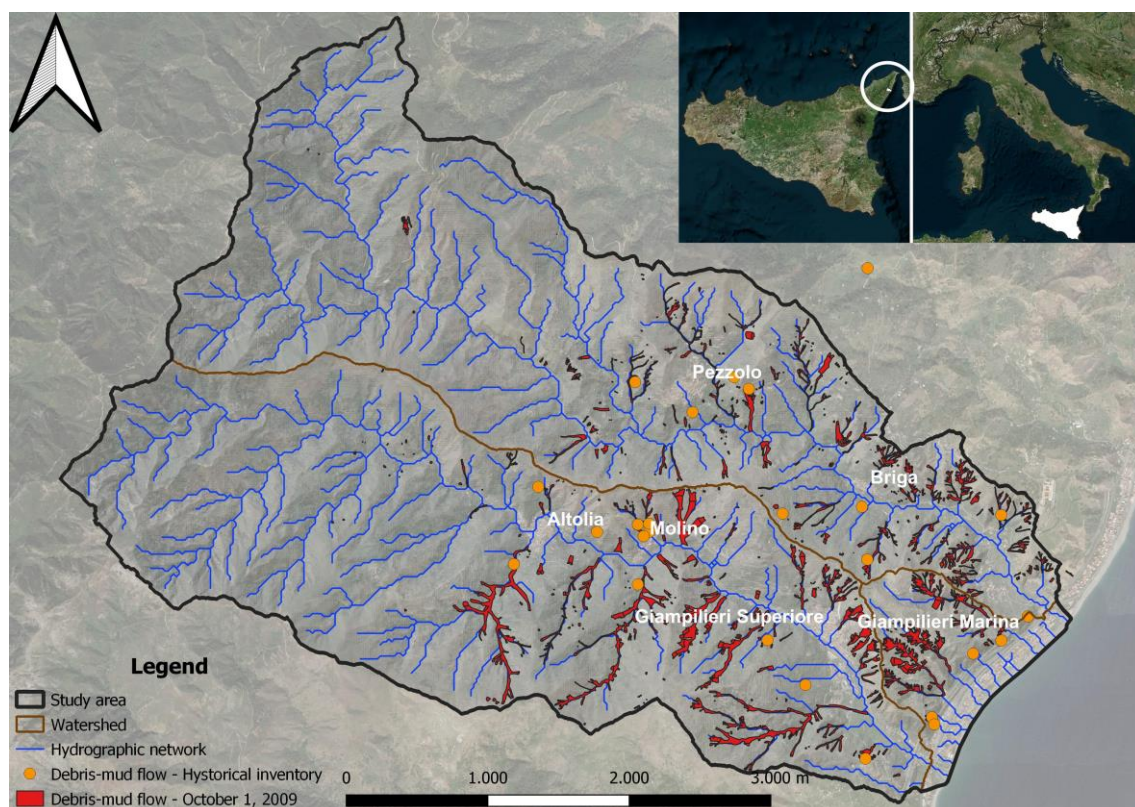 Pezzolo
Briga
Altolia
Molino
Giampilieri Superiore
Giampilieri Marina
Legend
Study area
Watershed
Hydrographic network
Debris-mud flow - Hystorical inventory
Debris-mud flow - October 1, 2009
0 1.000 2.000 3.000 m